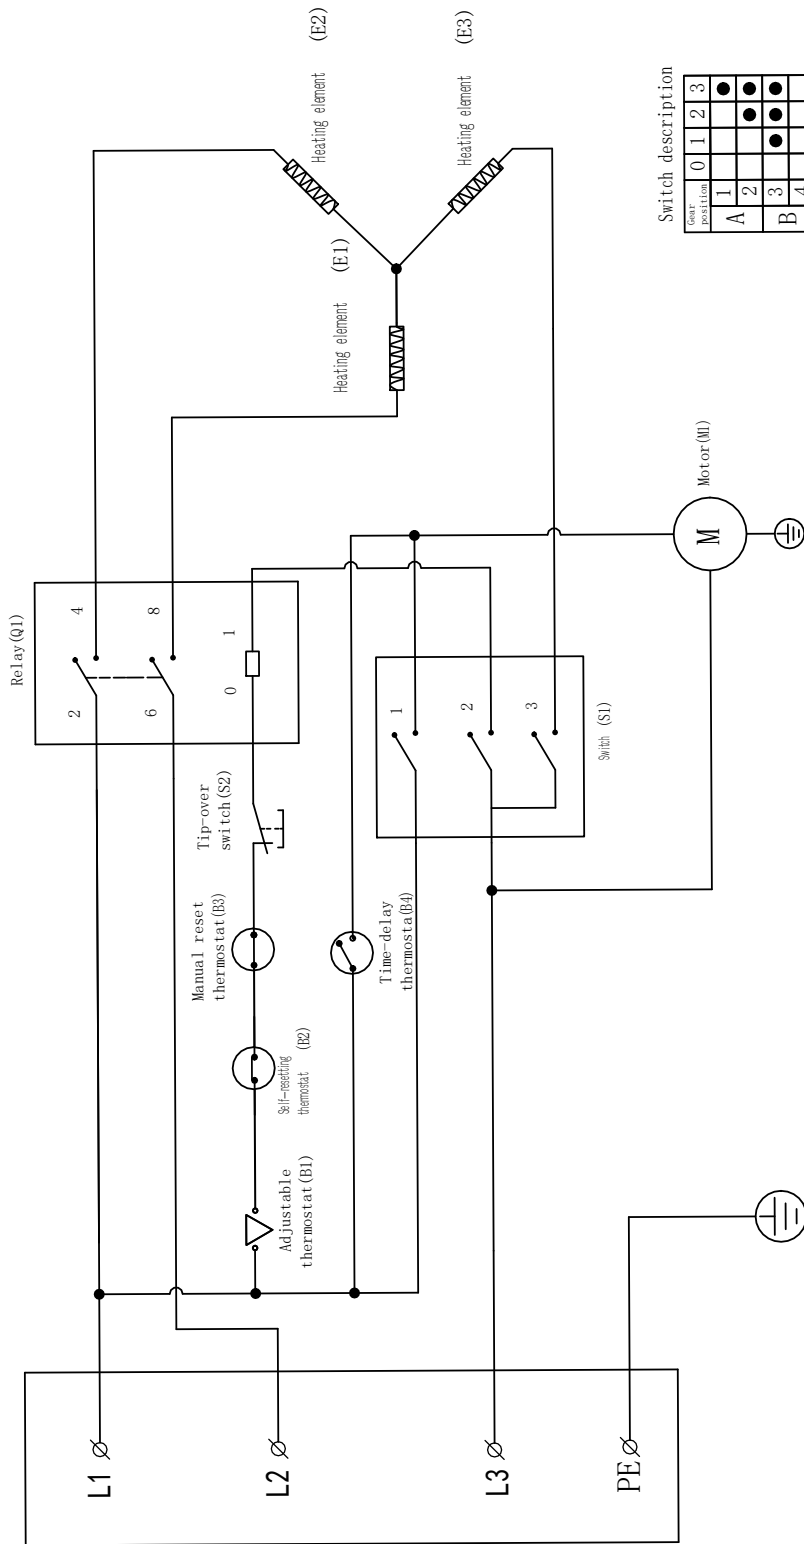 Switch description
Gear
position
0
1
2
3
A
1
2
B
3
4
(E2)
Heating element
(E3)
Heating element
(E1)
Heating element
Motor(M1)
M
Relay(Q1)
4
8
1
2
6
0
1
2
3
Switch (S1)
Tip-over
switch(S2)
Manual reset
thermostat(B3)
Time-delay
thermosta(B4)
Self-resetting
thermostat
(B2)
Adjustable
thermostat(B1)
L1
L2
L3
PE